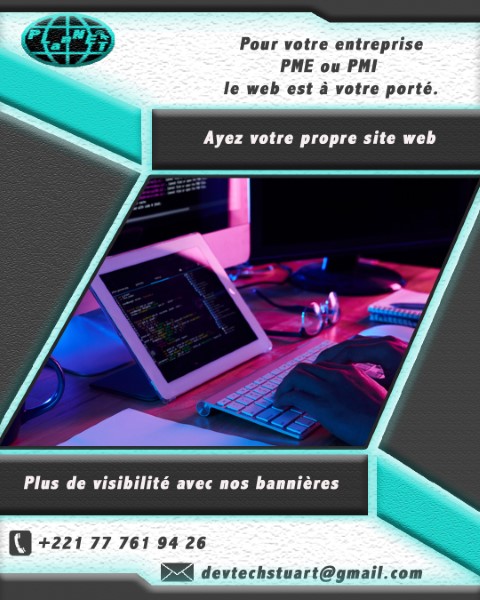 Pour votre entreprise
PME ou PMI
le web est à votre porté.
Ayez votre propre site web
Plus de visibilité avec nos bannières
+221 77 761 94 26
devtechstuart@gmail.com